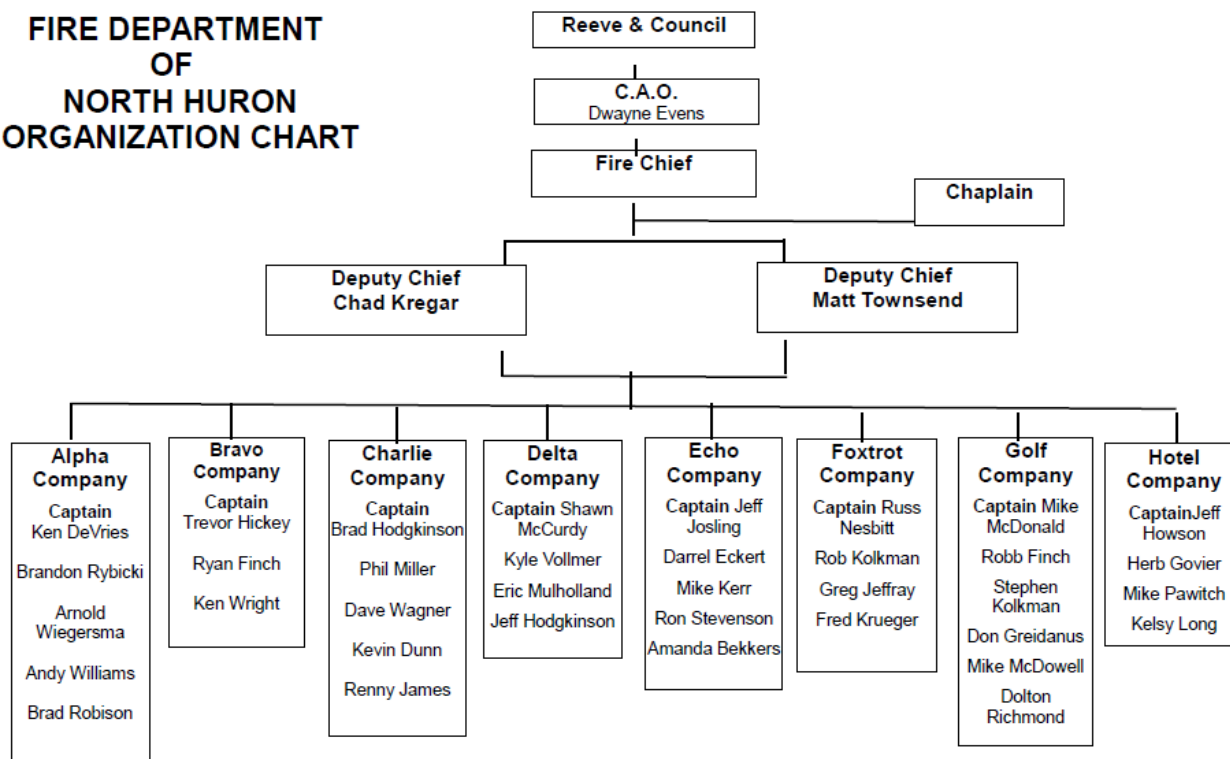 FIRE DEPARTMENT
OF
NORTH HURON
ORGANIZATION CHART
Reeve & Council
C.A.O.
Dwayne Evens
Fire Chief
Chaplain
Deputy Chief
Chad Kregar
Deputy Chief
Matt Townsend
Alpha
Company
Captain
Ken DeVries
Brandon Rybicki
Arnold
Wiegersma
Andy Williams
Brad Robison
Bravo
Company
Captain
Trevor Hickey
Ryan Finch
Ken Wright
Charlie
Company
Captain
Brad Hodgkinson
Phil Miller
Dave Wagner
Kevin Dunn
Renny James
Delta
Company
Captain Shawn
McCurdy
Kyle Vollmer
Eric Mulholland
Jeff Hodgkinson
Echo
Company
Captain Jeff
Josling
Darrel Eckert
Mike Kerr
Ron Stevenson
Amanda Bekkers
Foxtrot
Company
Captain Russ
Nesbitt
Rob Kolkman
Greg Jeffray
Fred Krueger
Golf
Company
Captain Mike
McDonald
Robb Finch
Stephen
Kolkman
Don Greidanus
Mike McDowell
Dolton
Richmond
Hotel
Company
CaptainJeff
Howson
Herb Govier
Mike Pawitch
Kelsy Long